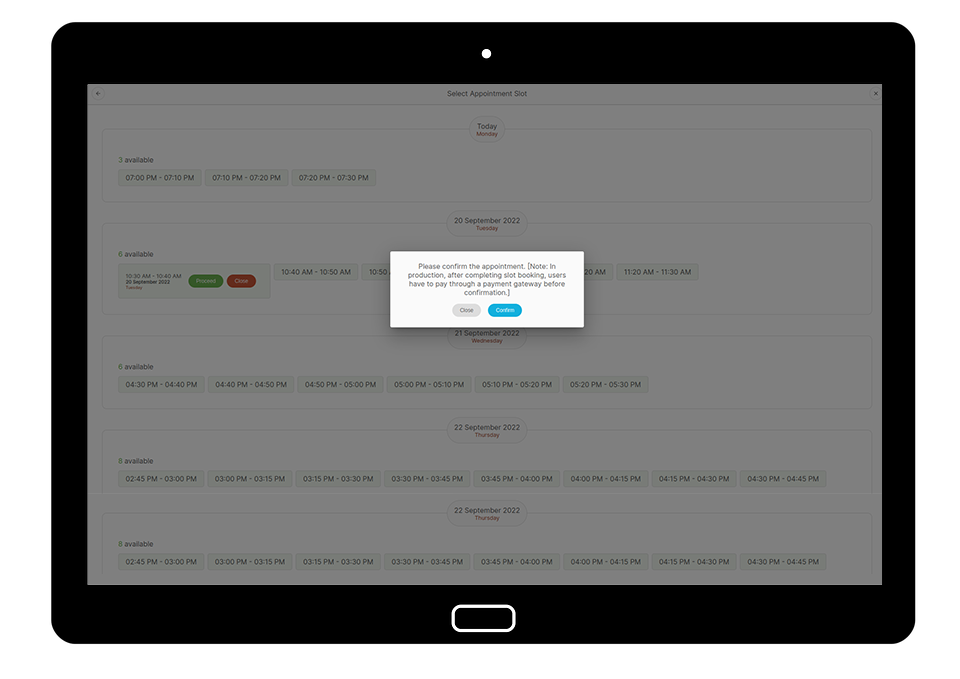 Select Appointment Slot
Today
Monday
3 available
07:00 PM - 07:10 PM 07:10 PM - 07:20 PM 07:20 PM - 07:30 PM
20 September 2022
Tuesday
6 available
10:30 AM - 10:40 AM
20 September 2022
Tuesday
Proceed Close
10:40 AM - 10:50 AM 10:50 20 AM 11:20 AM - 11:30 AM
Please confirm the appointment. [Note: In
production, after completing slot booking, users
have to pay through a payment gateway before
confirmation.]
Close Confirm
21 September 2022
Wednesday
6 available
04:30 PM - 04:40 PM 04:40 PM - 04:50 PM 04:50 PM - 05:00 PM 05:00 PM - 05:10 PM 05:10 PM - 05:20 PM 05:20 PM - 05:30 PM
22 September 2022
Thursday
8 available
02:45 PM - 03:00 PM 03:00 PM - 03:15 PM 03:15 PM - 03:30 PM 03:30 PM - 03:45 PM 03:45 PM - 04:00 PM 04:00 PM - 04:15 PM 04:15 PM - 04:30 PM 04:30 PM - 04:45 PM
22 September 2022
Thursday
8 available
02:45 PM - 03:00 PM 03:00 PM - 03:15 PM 03:15 PM - 03:30 PM 03:30 PM - 03:45 PM 03:45 PM - 04:00 PM 04:00 PM - 04:15 PM 04:15 PM - 04:30 PM 04:30 PM - 04:45 PM